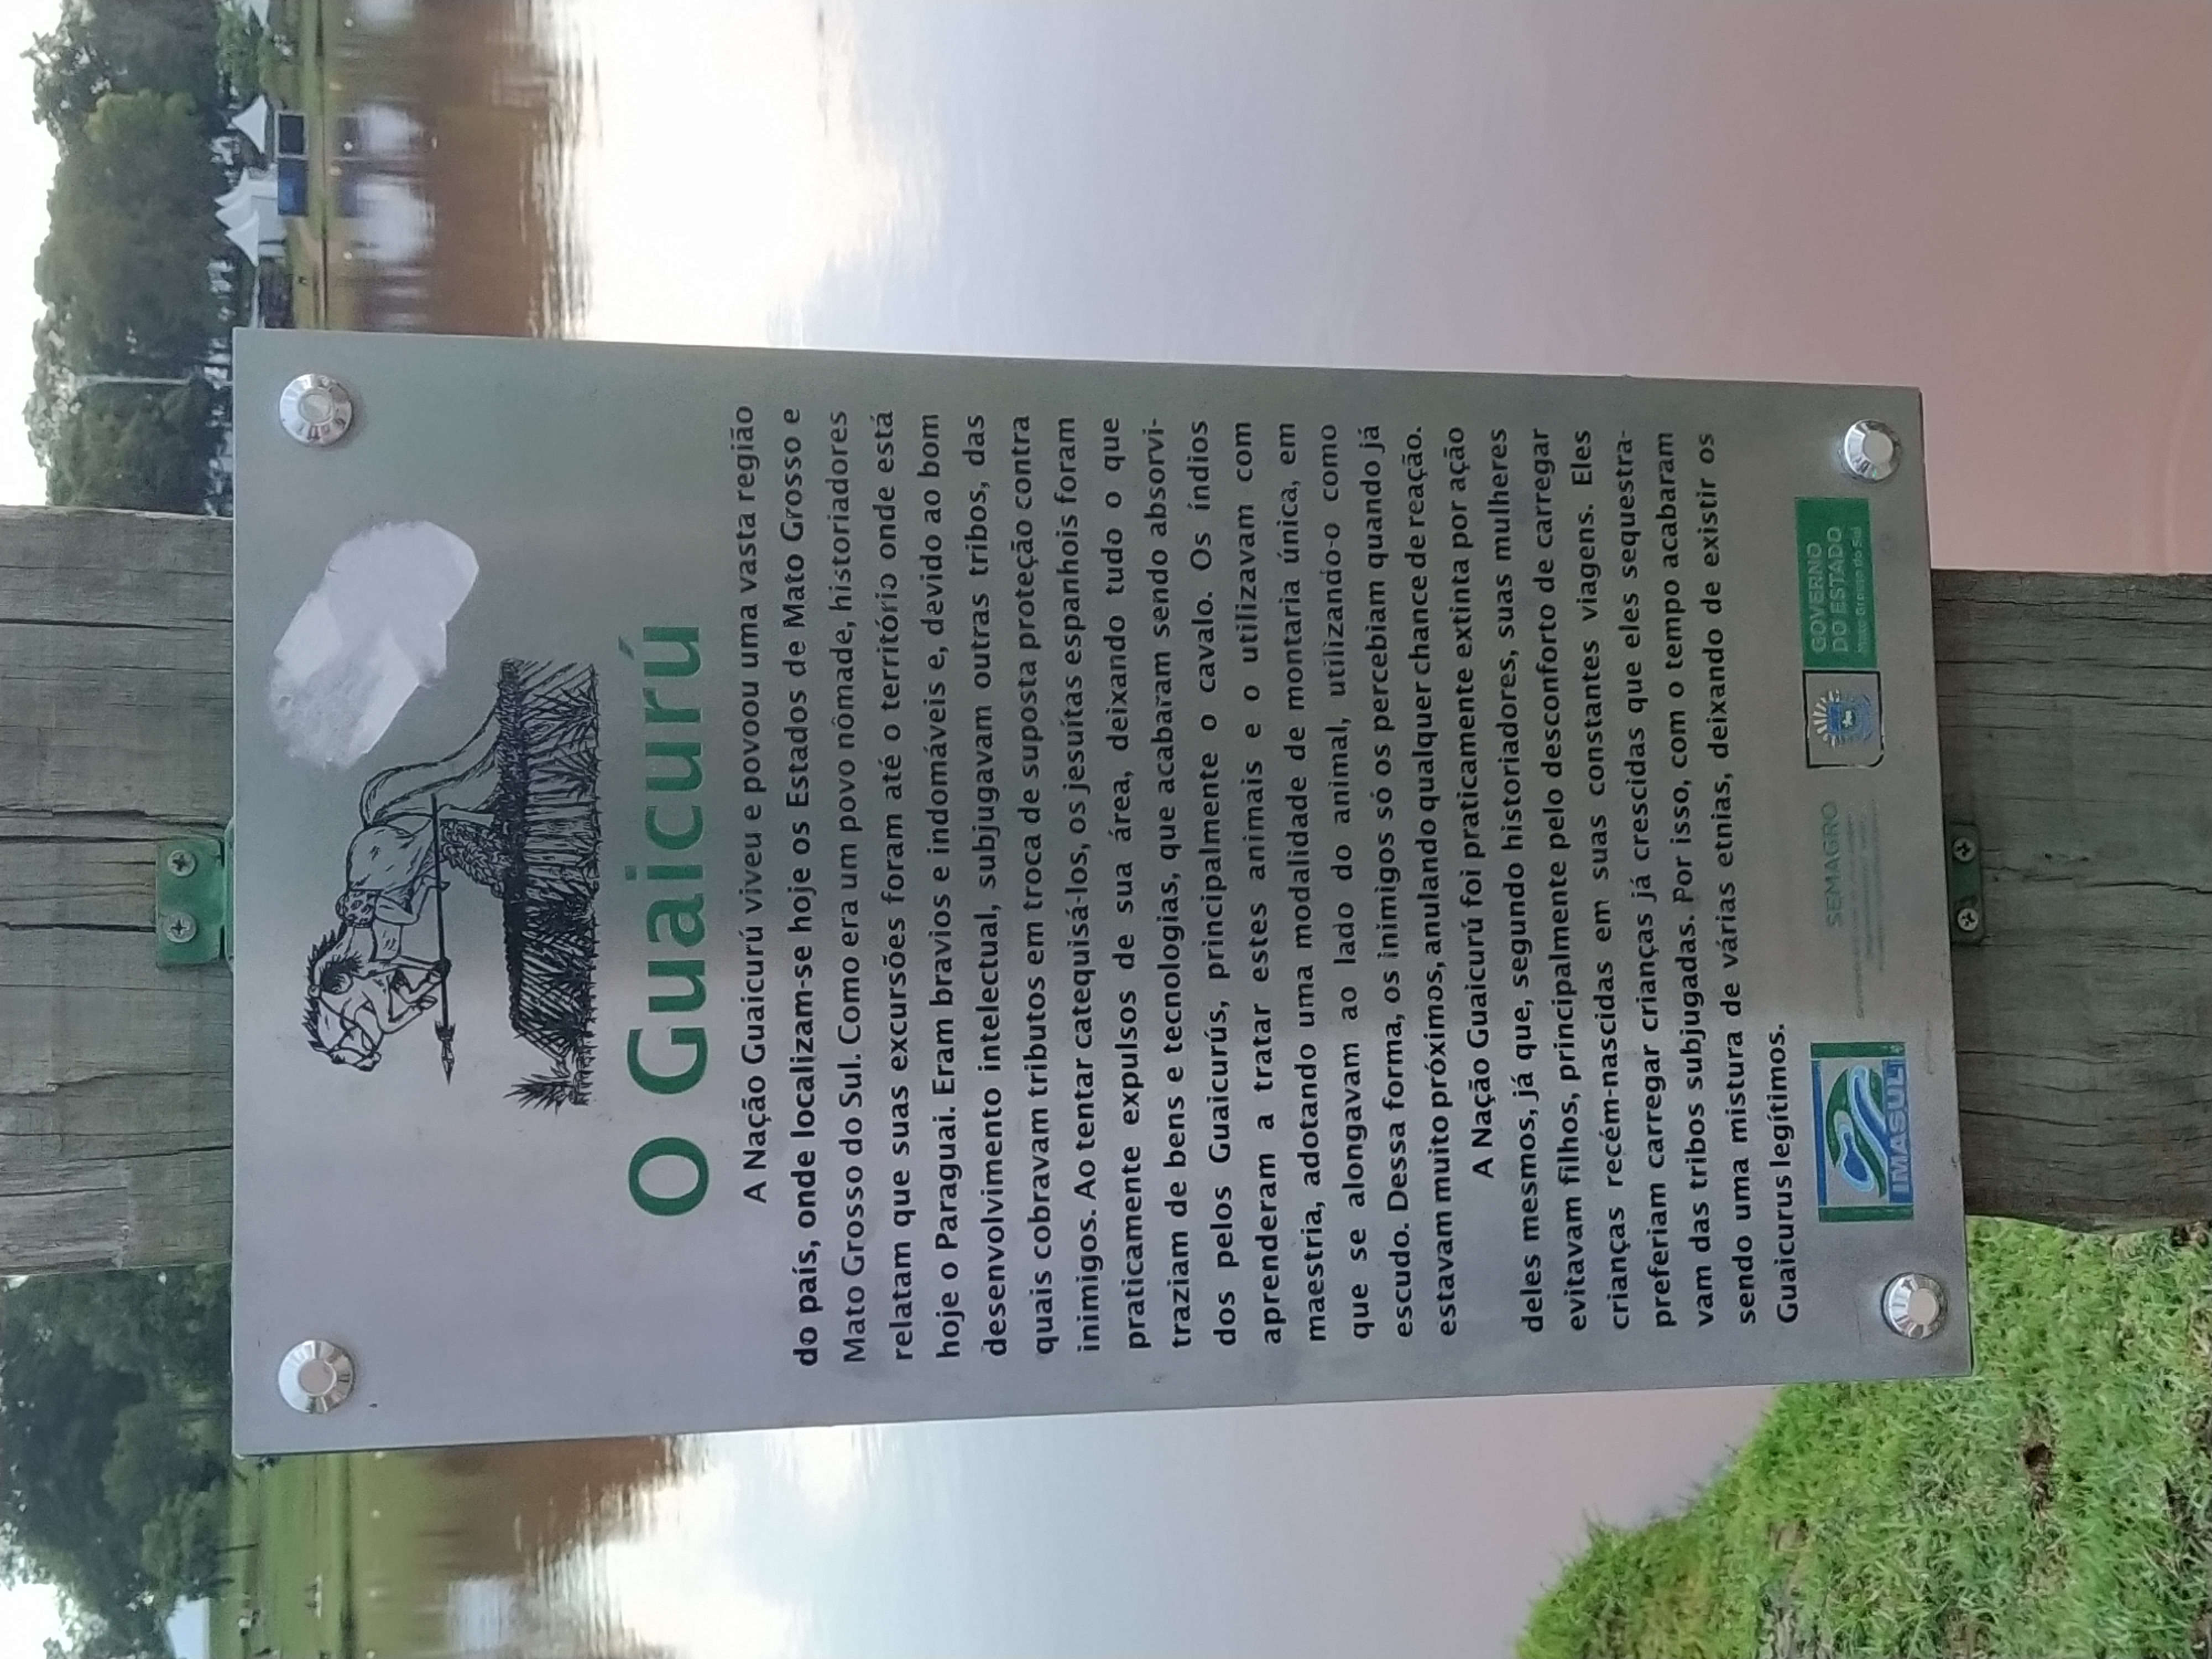 O Guaicurú
A Nação Guaicurú viveu e povoou uma vasta região
do país, onde localizam-se hoje os Estados de Mato Grosso e
Mato Grosso do Sul. Como era um povo nômade, historiadores
relatam que suas excursões foram até o território onde está
hoje o Paraguai. Eram bravios e indomáveis e, devido ao bom
desenvolvimento intelectual, subjugavam outras tribos, das
quais cobravam tributos em troca de suposta proteção contra
inimigos. Ao tentar catequisá-los, os jesuítas espanhois foram
praticamente expulsos de sua área, deixando tudo o que
traziam de bens e tecnologias, que acabaram sendo absorvi-
dos pelos Guaicurús, principalmente o cavalo. Os índios
aprenderam a tratar estes animais e o utilizavam com
maestria, adotando uma modalidade de montaria única, em
que se alongavam ao lado do animal, utilizando-o como
escudo. Dessa forma, os inimigos só os percebiam quando já
estavam muito próximos, anulando qualquer chance de reação.
A Nação Guaicurú foi praticamente extinta por ação
deles mesmos, já que, segundo historiadores, suas mulheres
evitavam filhos, principalmente pelo desconforto de carregar
crianças recém-nascidas em suas constantes viagens. Eles
preferiam carregar crianças já crescidas que eles sequestra-
vam das tribos subjugadas. Por isso, com o tempo acabaram
sendo uma mistura de várias etnias, deixando de existir os
Guaicurus legítimos.
IMASUL
SEMAGRO
GOVERNO
DO ESTADO
Mato Grosso do Sul